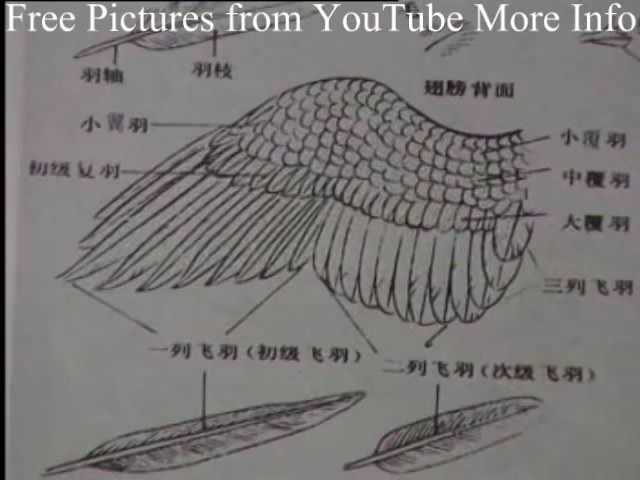 Free Pictures from YouTube More Info
羽轴
羽枝
翅膀背面
小翼羽
小覆羽
初级复羽
中覆羽
大覆羽
三列飞羽
一列飞羽(初级飞羽)
二列飞羽(次级飞羽)